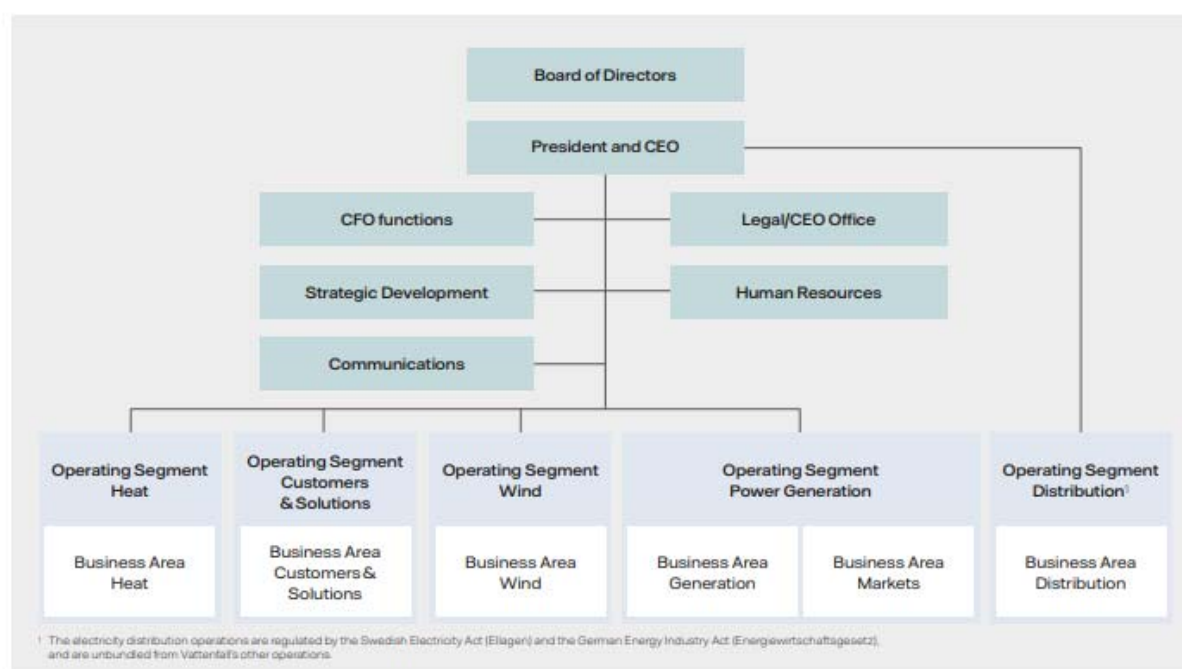 Board of Directors
President and CEO
CFO functions
Legal/CEO Office
Strategic Development
Human Resources
Communications
Operating Segment
Heat
Operating Segment
Customers
& Solutions
Operating Segment
Wind
Operating Segment
Power Generation
Operating Segment
Distribution¹
Business Area
Heat
Business Area
Customers &
Solutions
Business Area
Wind
Business Area
Generation
Business Area
Markets
Business Area
Distribution
¹ The electricity distribution operations are regulated by the Swedish Electricity Act (Ellagen) and the German Energy Industry Act (Energiewirtschaftsgesetz),
and are unbundled from Vattenfall's other operations.